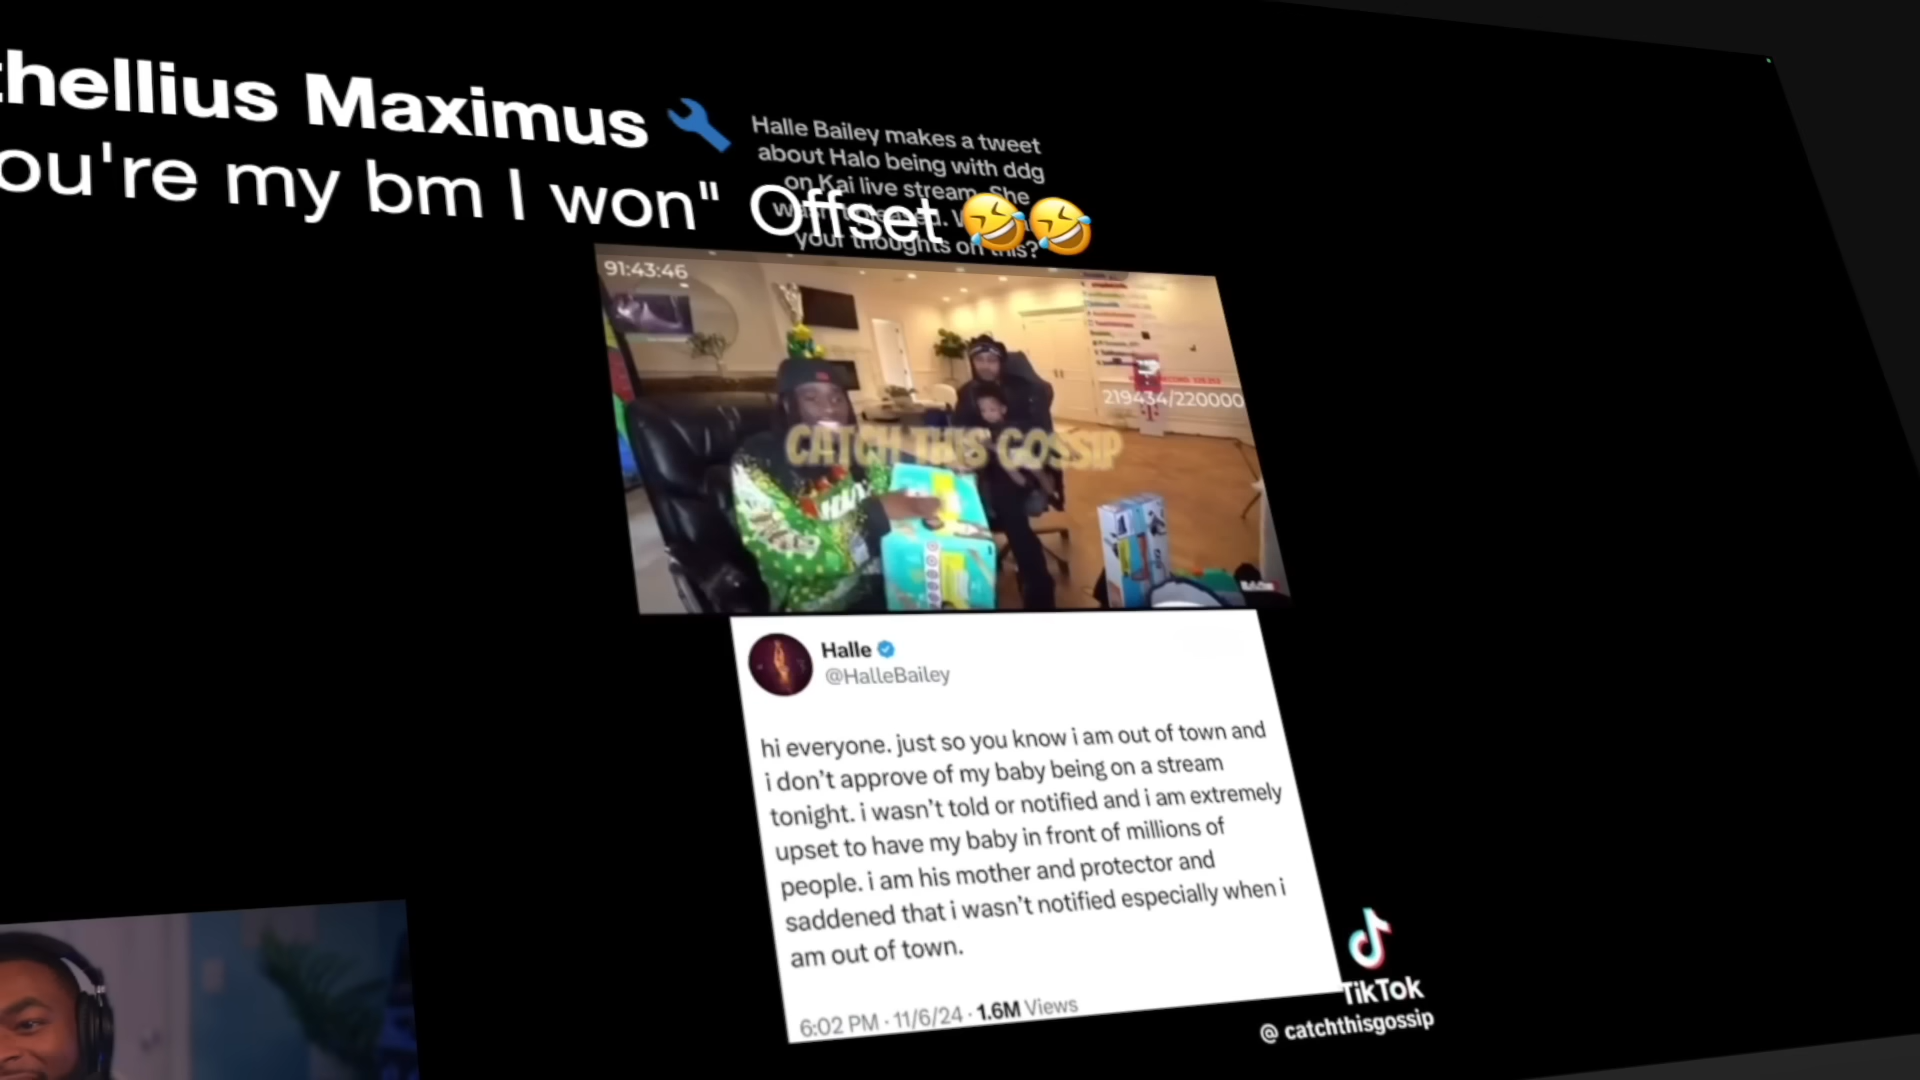 thellius Maximus 🔧
ou're my bm I won" Offset 🤣🤣
Halle Bailey makes a tweet
about Halo being with ddg
on Kai live stream. She
your thoughts on this?
91:43:46
219434/220000
CATCH THIS GOSSIP
Halle
@HalleBailey
hi everyone. just so you know i am out of town and
i don't approve of my baby being on a stream
tonight. i wasn't told or notified and i am extremely
upset to have my baby in front of millions of
people. i am his mother and protector and
saddened that i wasn't notified especially when i
am out of town.
6:02 PM · 11/6/24 · 1.6M Views
TikTok
@ catchthisgossip